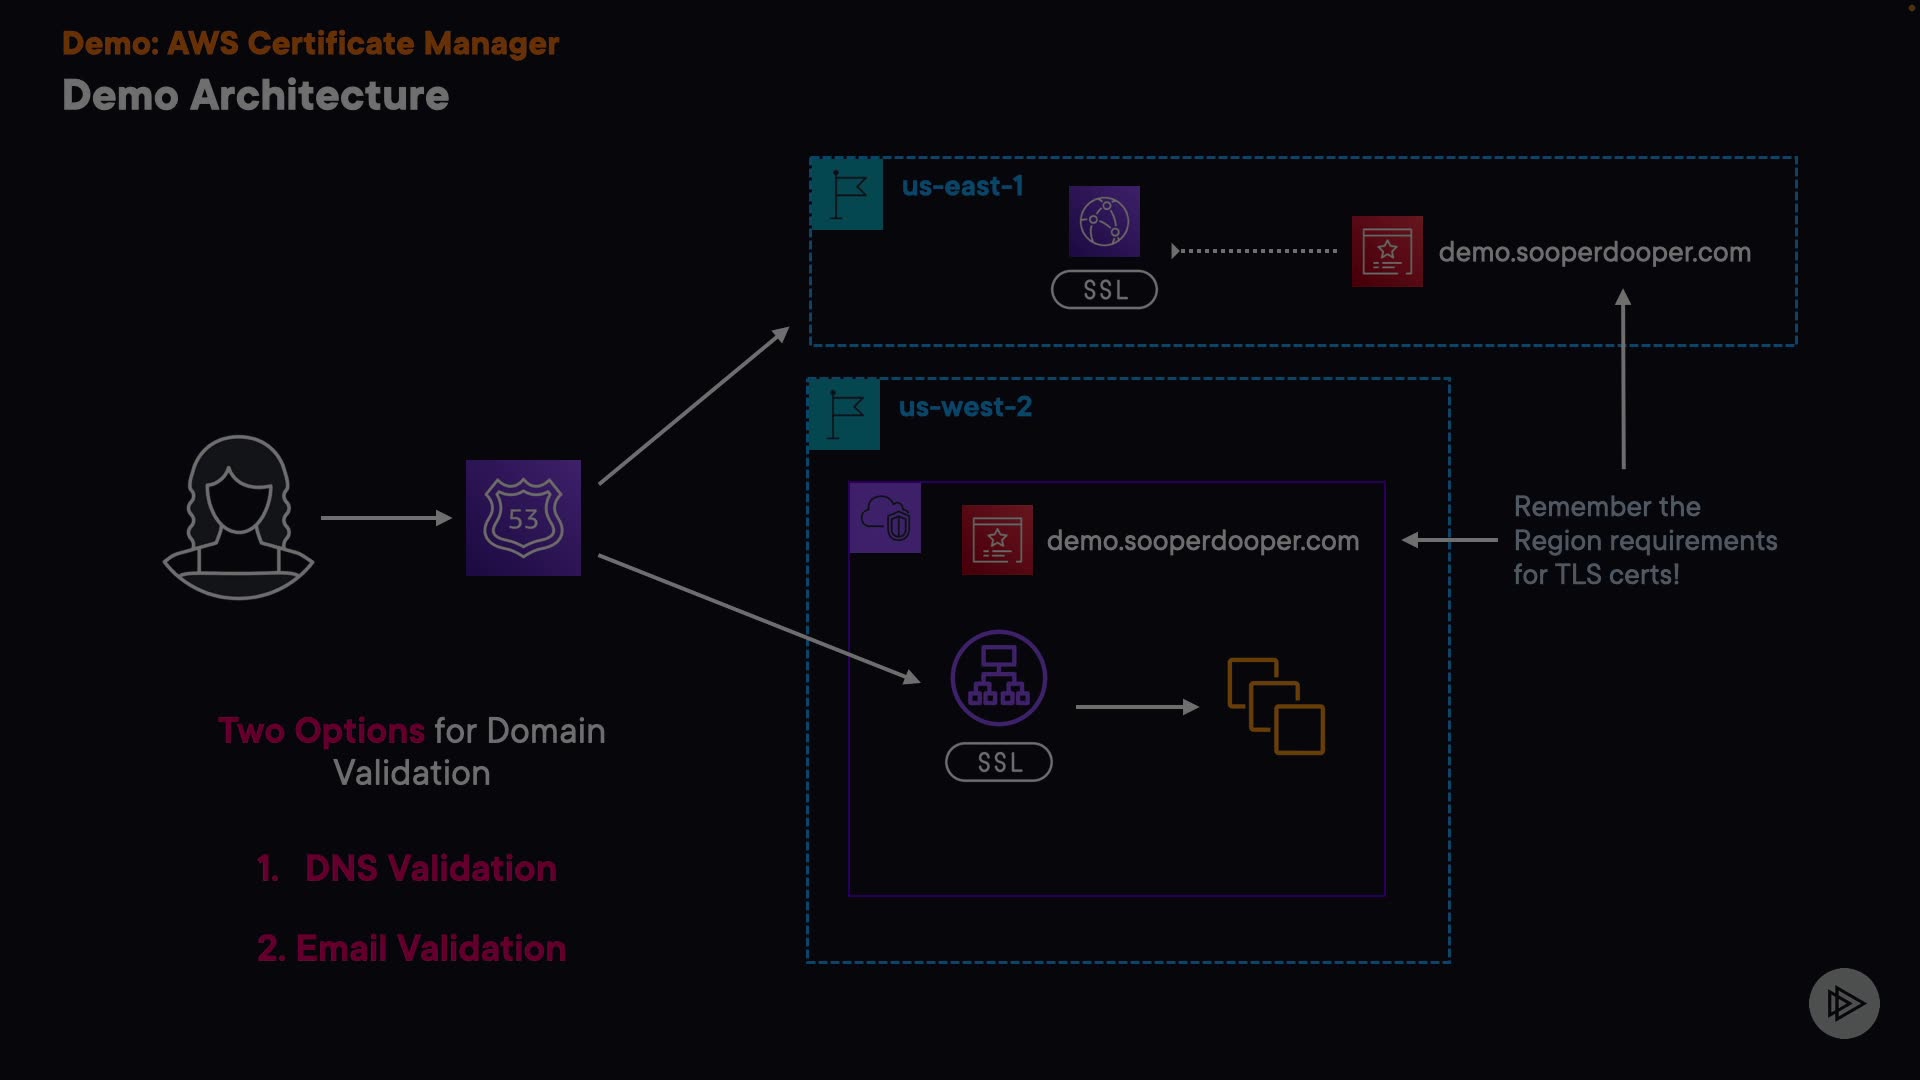 Demo: AWS Certificate Manager
Demo Architecture
us-east-1
SSL
demo.sooperdooper.com
us-west-2
53
demo.sooperdooper.com
Remember the
Region requirements
for TLS certs!
SSL
Two Options for Domain
Validation
1. DNS Validation
2. Email Validation